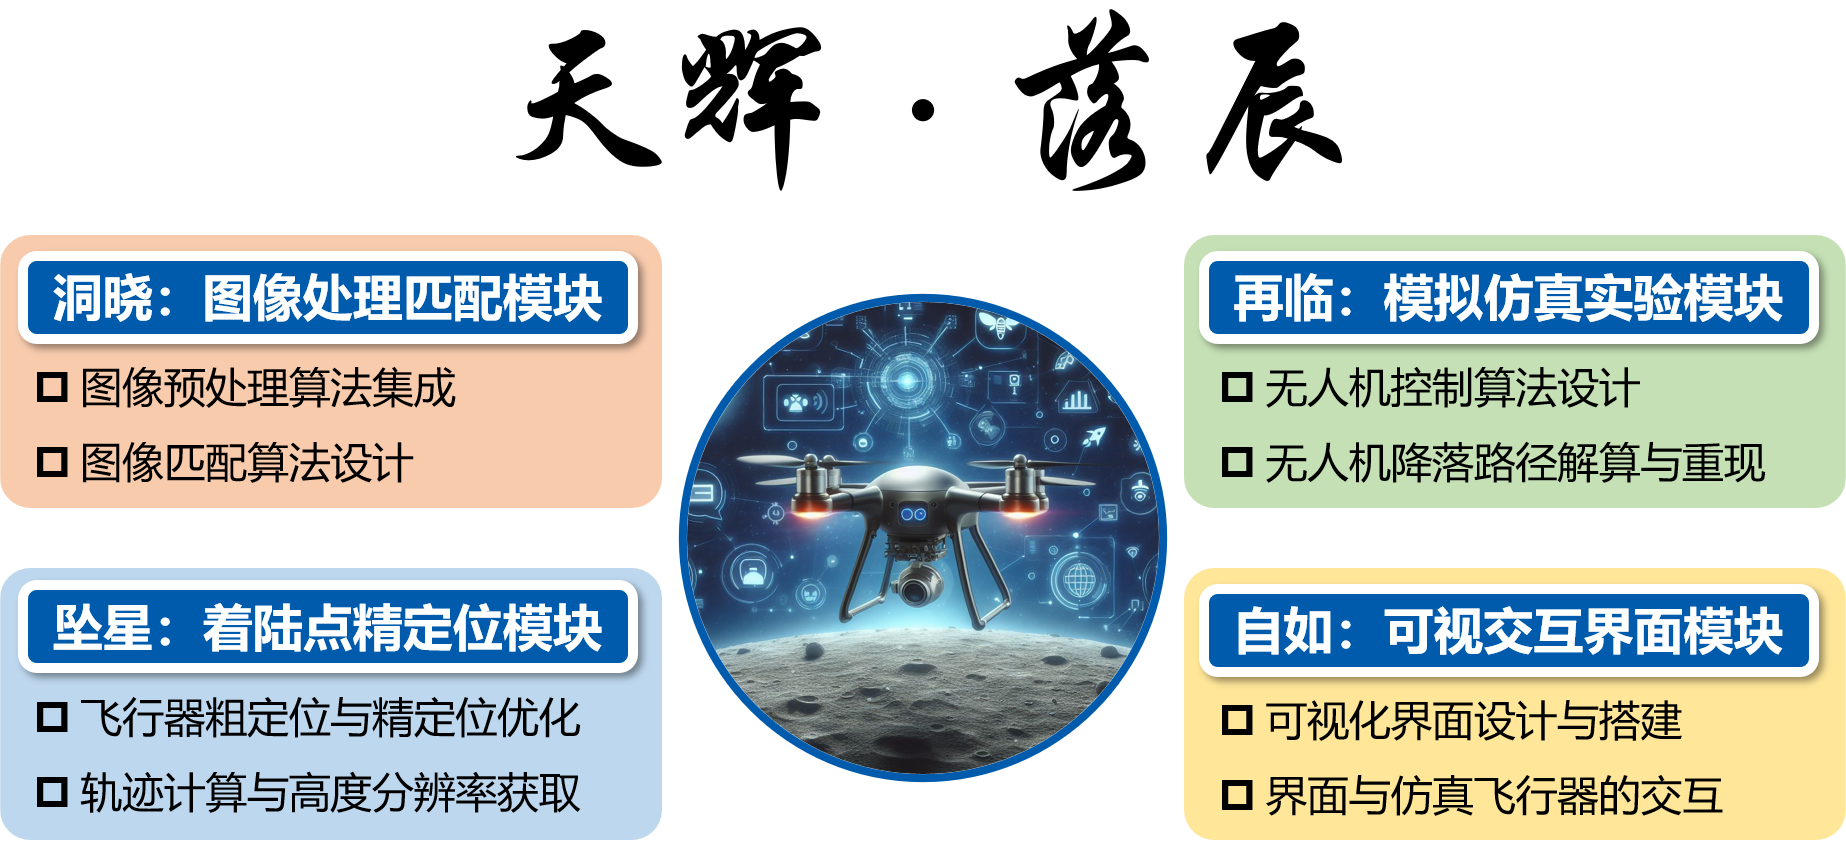 天辉·落辰
洞晓：图像处理匹配模块
图像预处理算法集成
图像匹配算法设计
坠星：着陆点精定位模块
飞行器粗定位与精定位优化
轨迹计算与高度分辨率获取
再临：模拟仿真实验模块
无人机控制算法设计
无人机降落路径解算与重现
自如：可视交互界面模块
可视化界面设计与搭建
界面与仿真飞行器的交互